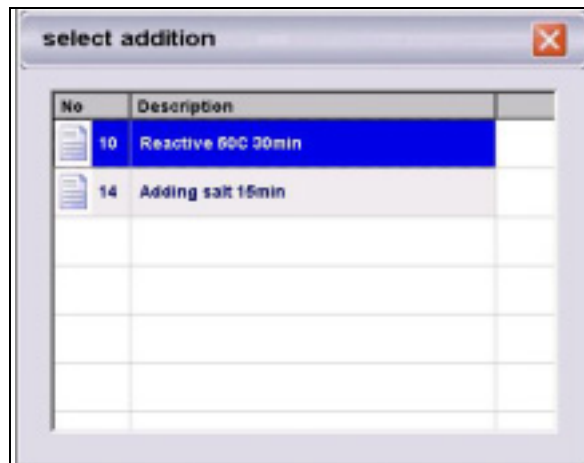 select addition
No Description
10 Reactive 60C 30min
14 Adding salt 15min